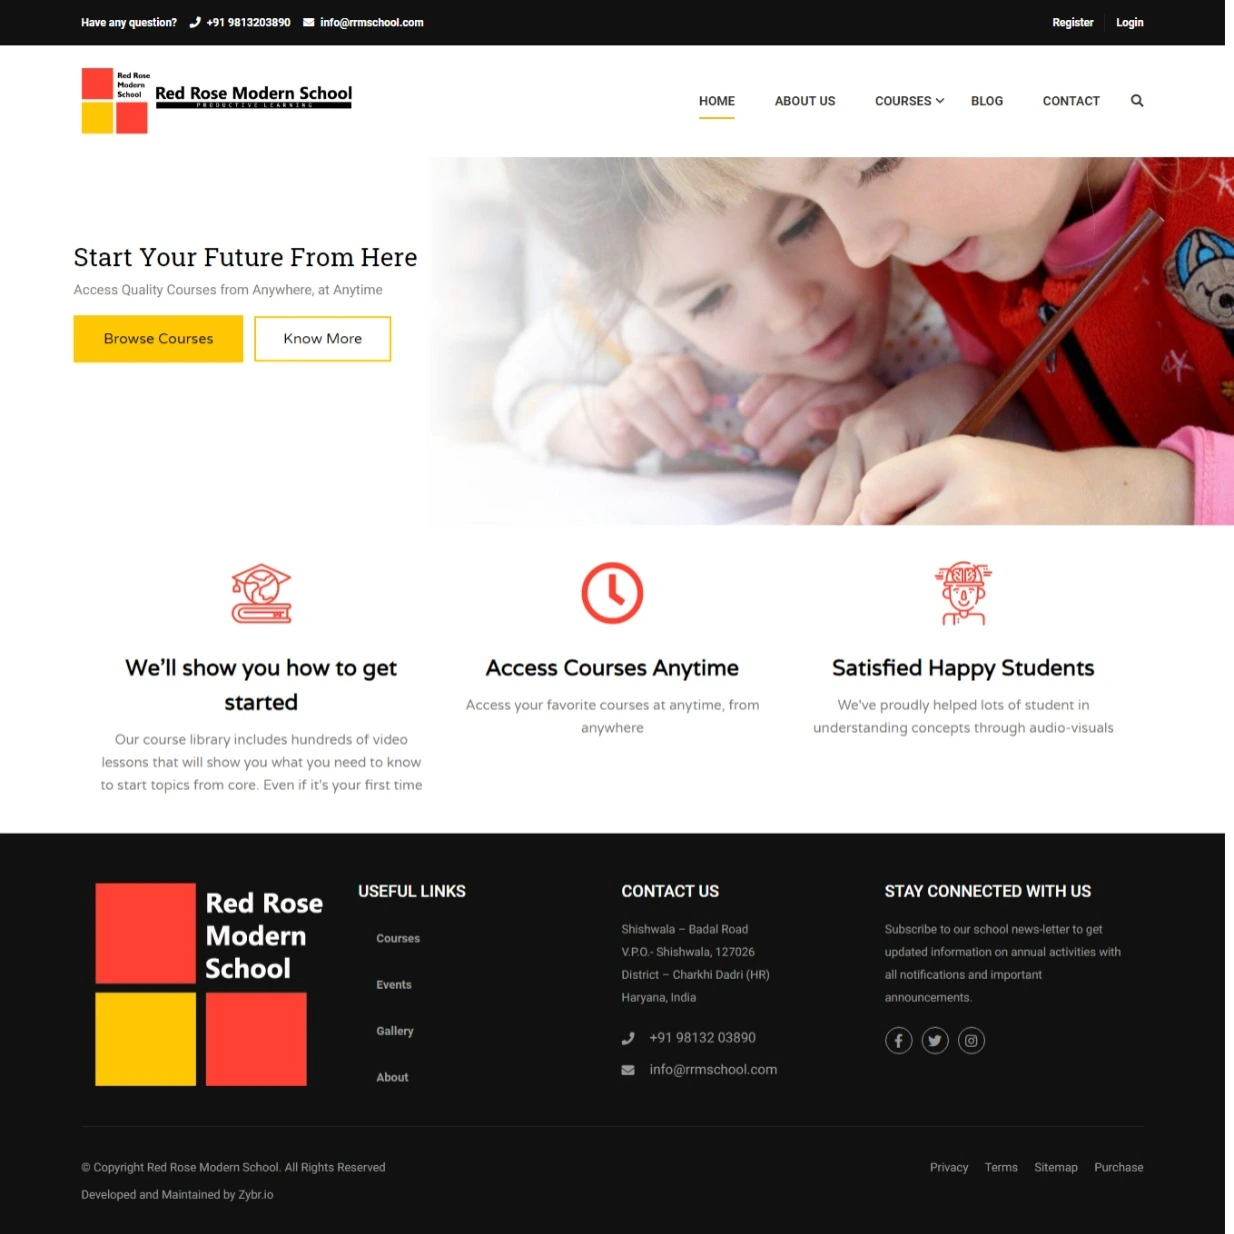 Have any question? +91 9813203890 info@rrmschool.com Register Login
Red Rose
Modern
School
Red Rose Modern School
PRODUCTIVE LEARNING
HOME ABOUT US COURSES BLOG CONTACT
Start Your Future From Here
Access Quality Courses from Anywhere, at Anytime
Browse Courses Know More
We'll show you how to get
started
Our course library includes hundreds of video
lessons that will show you what you need to know
to start topics from core. Even if it's your first time
Access Courses Anytime
Access your favorite courses at anytime, from
anywhere
Satisfied Happy Students
We've proudly helped lots of student in
understanding concepts through audio-visuals
Red Rose
Modern
School
USEFUL LINKS
Courses
Events
Gallery
About
CONTACT US
Shishwala – Badal Road
V.P.O.- Shishwala, 127026
District – Charkhi Dadri (HR)
Haryana, India
+91 98132 03890
info@rrmschool.com
STAY CONNECTED WITH US
Subscribe to our school news-letter to get
updated information on annual activities with
all notifications and important
announcements.
© Copyright Red Rose Modern School. All Rights Reserved
Developed and Maintained by Zybr.io
Privacy Terms Sitemap Purchase